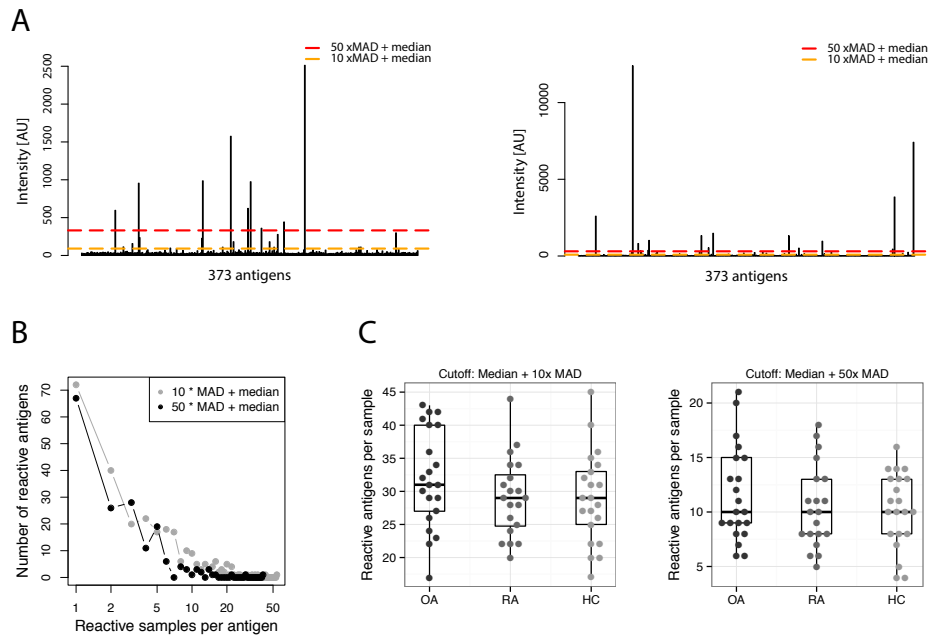 A
50 xMAD + median
10 xMAD + median
Intensity [AU]
2500
2000
1500
1000
500
0
373 antigens
50 xMAD + median
10 xMAD + median
Intensity [AU]
10000
5000
0
373 antigens
B
Number of reactive antigens
70
60
50
40
30
20
10
0
10 * MAD + median
50 * MAD + median
1 2 5 10 20 50
Reactive samples per antigen
C
Cutoff: Median + 10x MAD
Reactive antigens per sample
45
40
35
30
25
20
OA RA HC
Cutoff: Median + 50x MAD
Reactive antigens per sample
20
15
10
5
OA RA HC